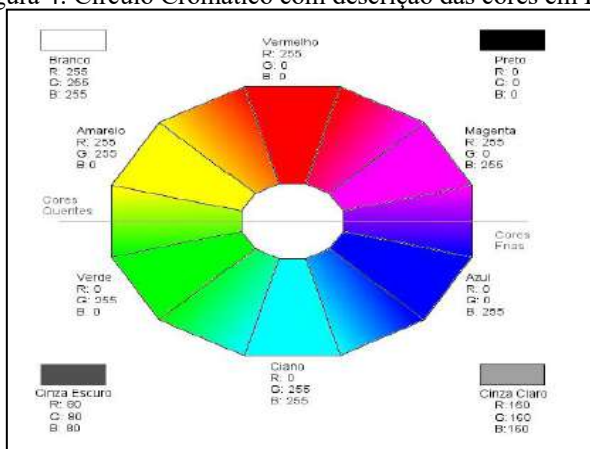 Figura 4: Círculo Cromático com descrição das cores em
Branco
R: 255
G: 255
B: 255
Vermelho
R: 255
G: 0
B: 0
Preto
R: 0
G: 0
B: 0
Amarelo
R: 255
G: 255
B: 0
Magenta
R: 255
G: 0
B: 255
Cores
Quentes
Cores
Frias
Verde
R: 0
G: 255
B: 0
Azul
R: 0
G: 0
B: 255
Ciano
R: 0
G: 255
B: 255
Cinza Escuro
R: 80
G: 80
B: 80
Cinza Claro
R:160
G:160
B:160